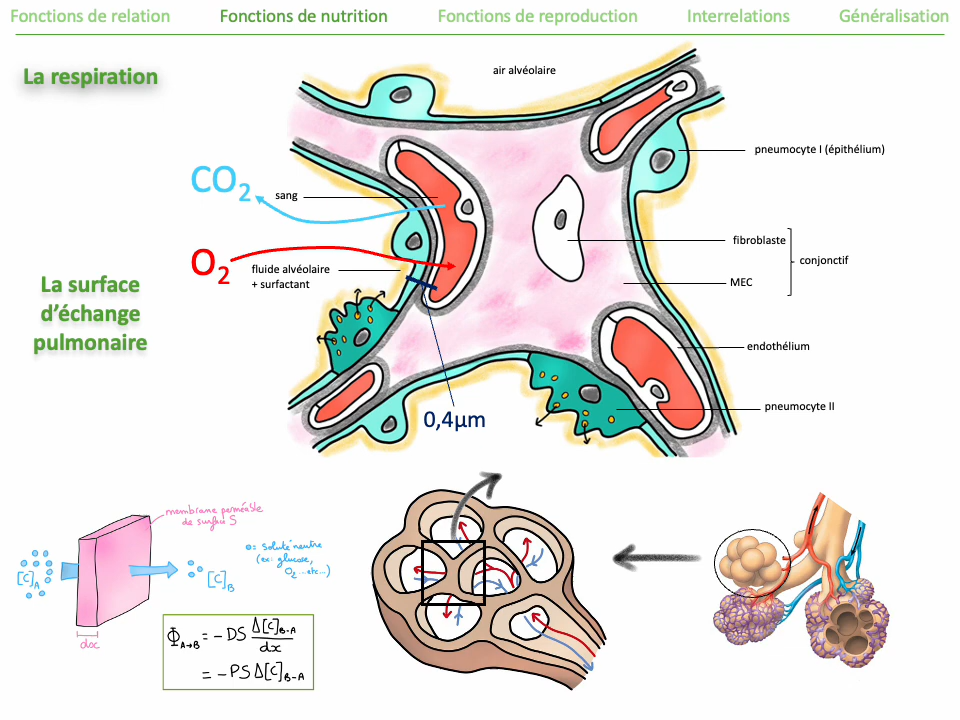 Fonctions de relation
Fonctions de nutrition
Fonctions de reproduction
Interrelations
Généralisation
La respiration
air alvéolaire
pneumocyte I (épithélium)
CO₂
sang
O₂
fluide alvéolaire
+ surfactant
fibroblaste
conjonctif
MEC
La surface
d’échange
pulmonaire
endothélium
pneumocyte II
0,4µm
membrane perméable
de surface S
= soluté neutre
(ex: glucose,
O₂ ...etc...)
[C]A
[C]B
dx
ΦA→B = -DS Δ[C]B-A / dx
= -PS Δ[C]B-A